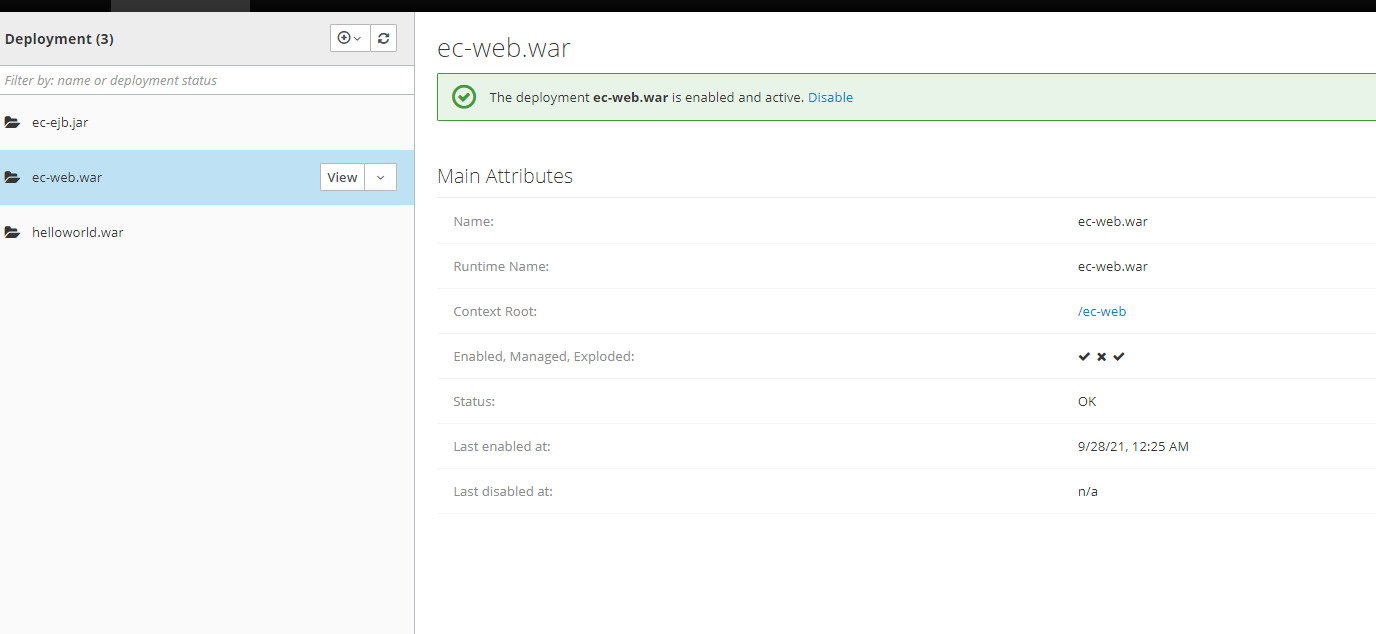 Deployment (3)
Filter by: name or deployment status
ec-ejb.jar
ec-web.war
View
helloworld.war
ec-web.war
The deployment ec-web.war is enabled and active. Disable
Main Attributes
Name: ec-web.war
Runtime Name: ec-web.war
Context Root: /ec-web
Enabled, Managed, Exploded:
Status: OK
Last enabled at: 9/28/21, 12:25 AM
Last disabled at: n/a